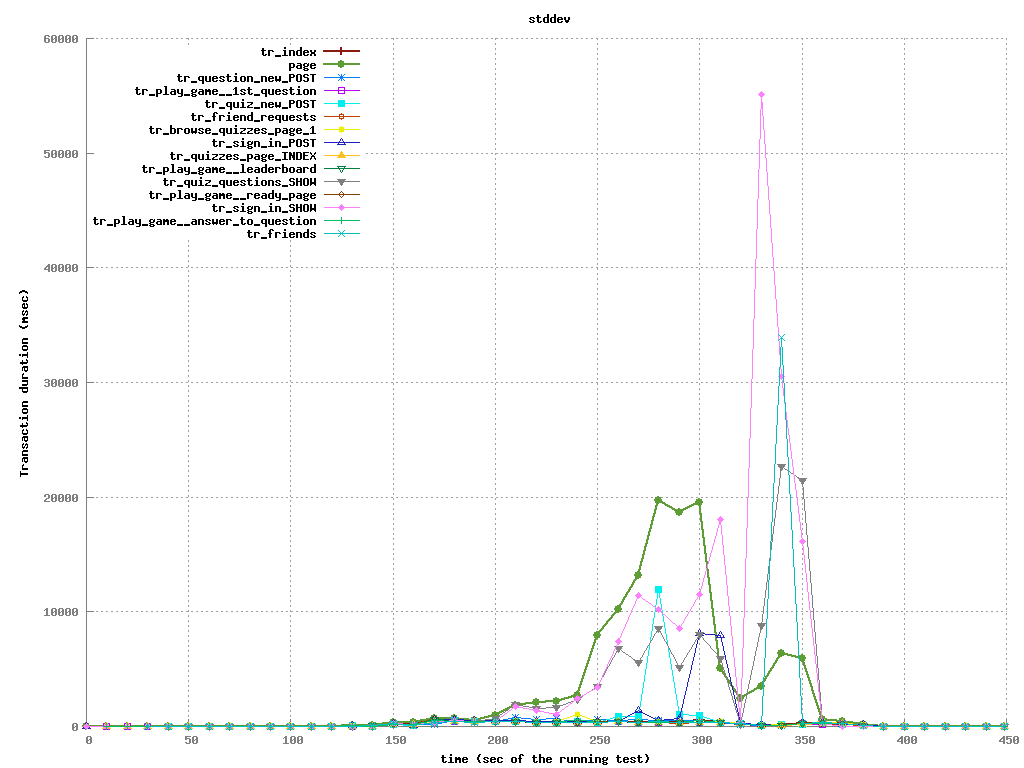 stddev
60000
50000
40000
30000
20000
10000
0
tr_index
page
tr_question_new_POST
tr_play_game__1st_question
tr_quiz_new_POST
tr_friend_requests
tr_browse_quizzes_page_1
tr_sign_in_POST
tr_quizzes_page_INDEX
tr_play_game__leaderboard
tr_quiz_questions_SHOW
tr_play_game__ready_page
tr_sign_in_SHOW
tr_play_game__answer_to_question
tr_friends
Transaction duration (msec)
0 50 100 150 200 250 300 350 400 450
time (sec of the running test)